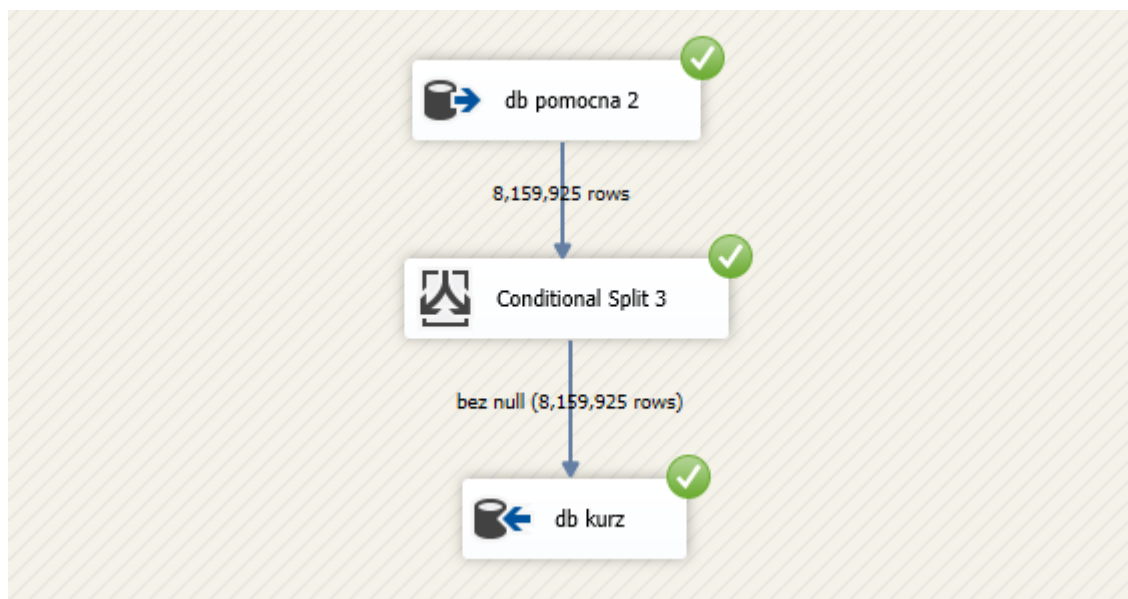 db pomocna 2
8,159,925 rows
Conditional Split 3
bez null (8,159,925 rows)
db kurz